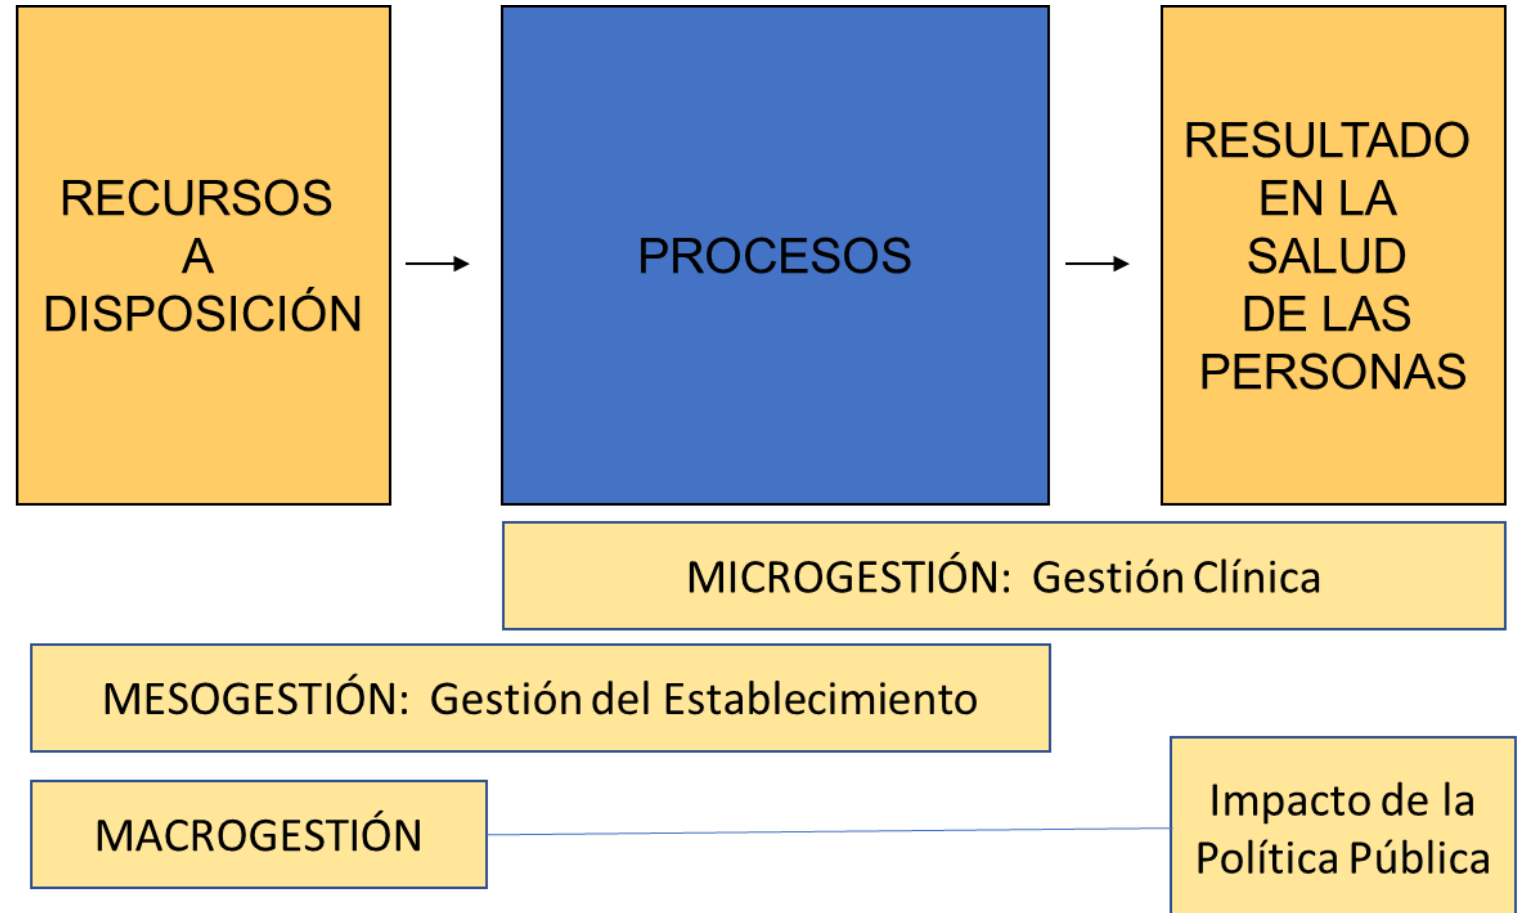 RECURSOS
A
DISPOSICIÓN
PROCESOS
RESULTADO
EN LA
SALUD
DE LAS
PERSONAS
MICROGESTIÓN: Gestión Clínica
MESOGESTIÓN: Gestión del Establecimiento
MACROGESTIÓN
Impacto de la
Política Pública